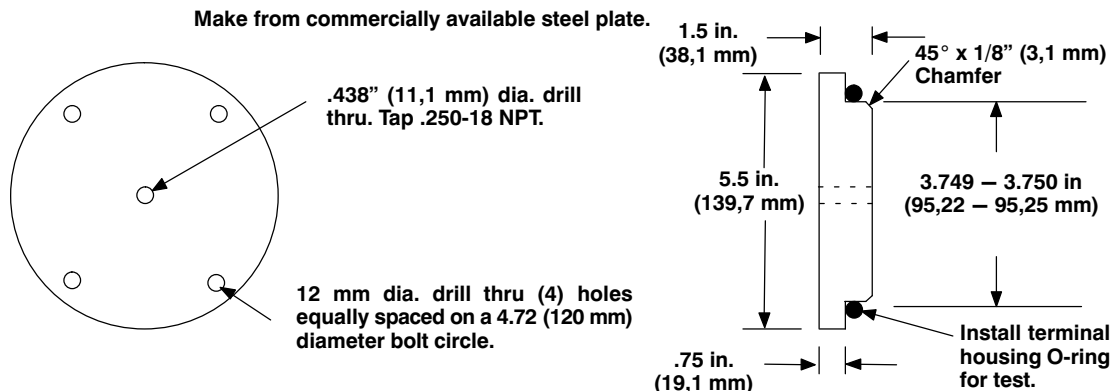 Make from commercially available steel plate.
.438” (11,1 mm) dia. drill
thru. Tap .250-18 NPT.
12 mm dia. drill thru (4) holes
equally spaced on a 4.72 (120 mm)
diameter bolt circle.
1.5 in.
(38,1 mm)
45° x 1/8” (3,1 mm)
Chamfer
5.5 in.
(139,7 mm)
3.749 – 3.750 in
(95,22 – 95,25 mm)
Install terminal
housing O-ring
for test.
.75 in.
(19,1 mm)